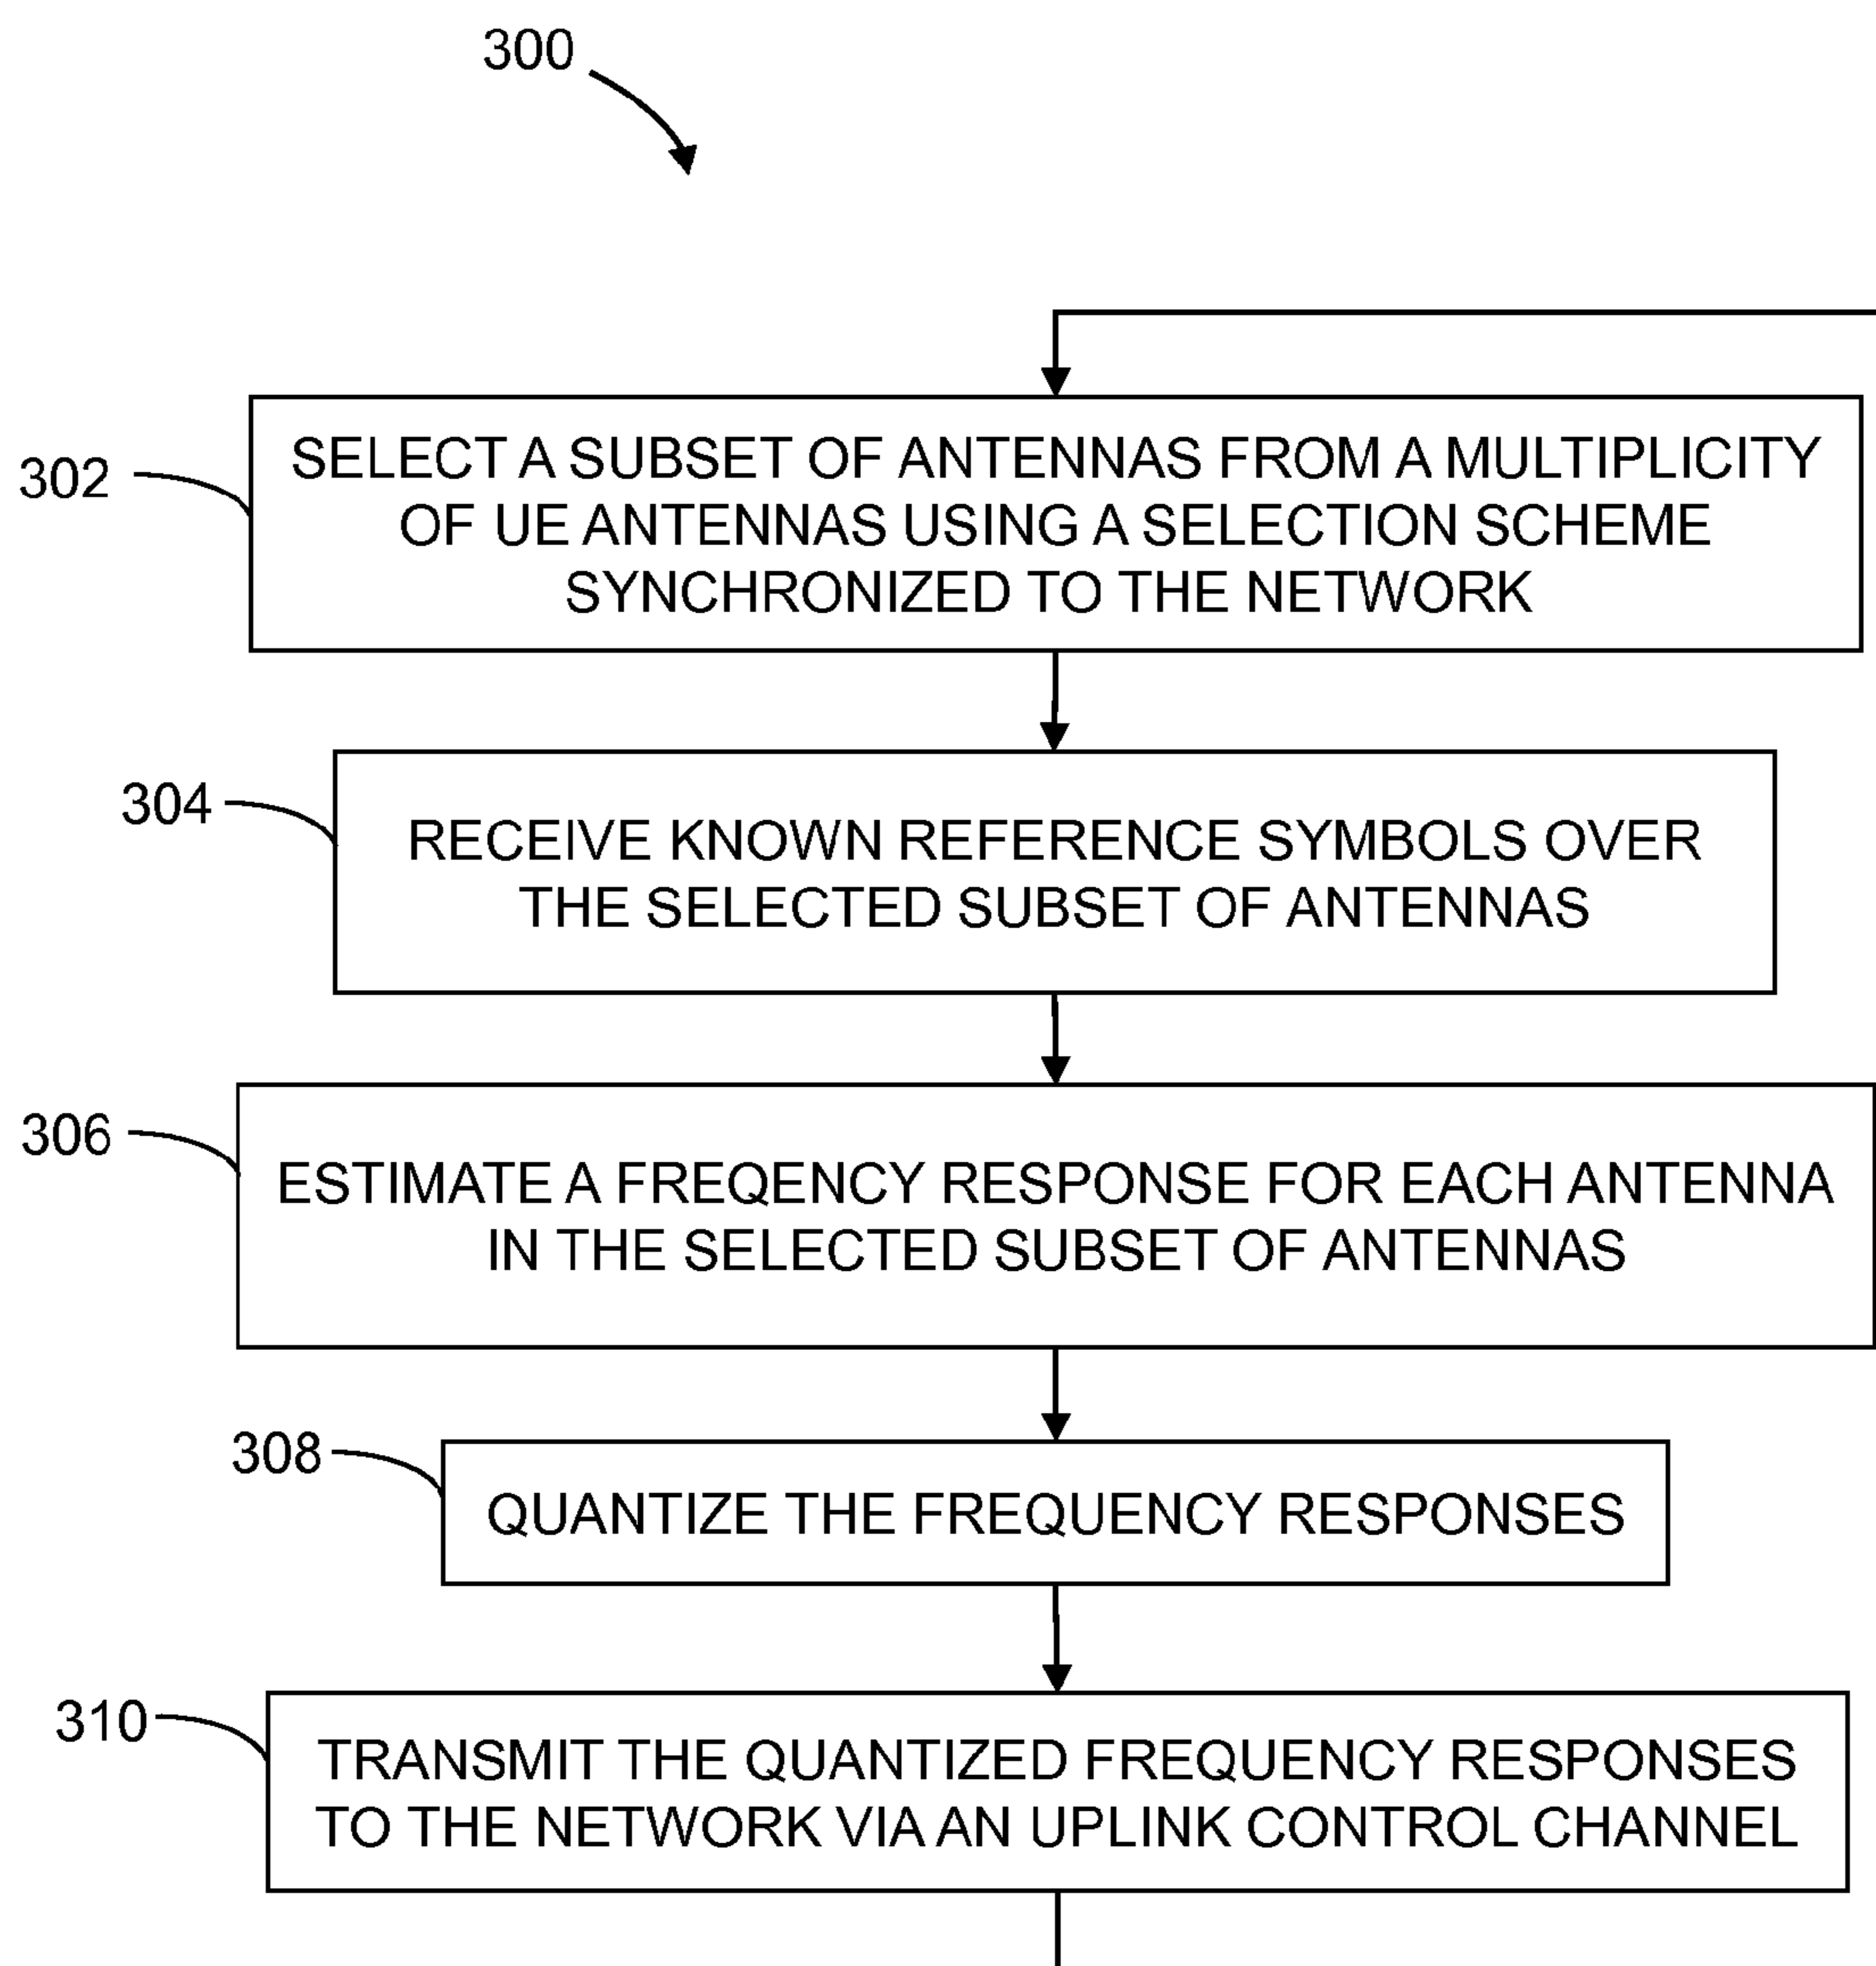 300
302
SELECT A SUBSET OF ANTENNAS FROM A MULTIPLICITY
OF UE ANTENNAS USING A SELECTION SCHEME
SYNCHRONIZED TO THE NETWORK
304
RECEIVE KNOWN REFERENCE SYMBOLS OVER
THE SELECTED SUBSET OF ANTENNAS
306
ESTIMATE A FREQENCY RESPONSE FOR EACH ANTENNA
IN THE SELECTED SUBSET OF ANTENNAS
308
QUANTIZE THE FREQUENCY RESPONSES
310
TRANSMIT THE QUANTIZED FREQUENCY RESPONSES
TO THE NETWORK VIA AN UPLINK CONTROL CHANNEL